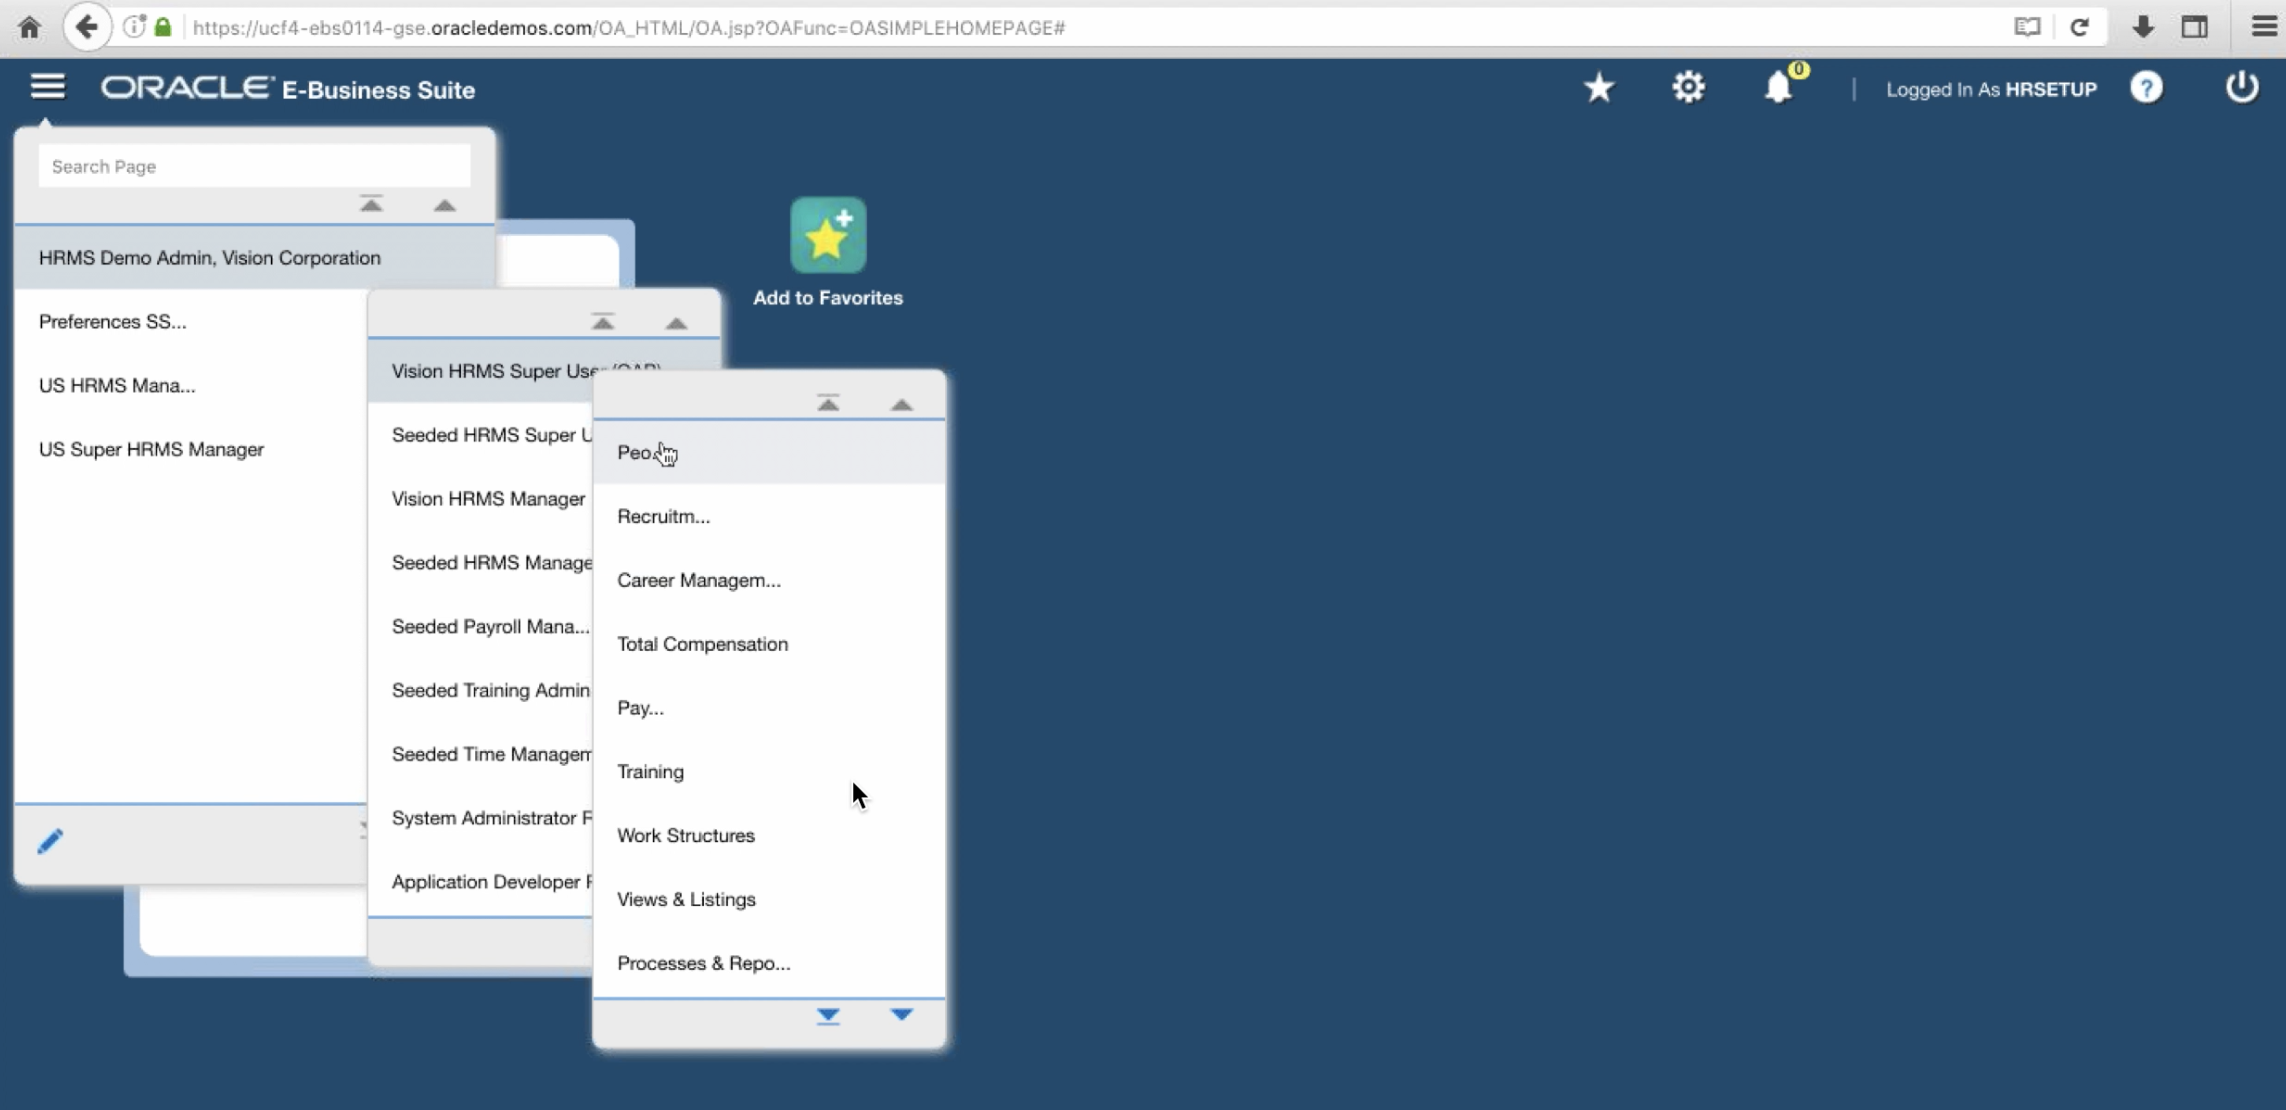 https://ucf4-ebs0114-gse.oracledemos.com/OA_HTML/OA.jsp?OAFunc=OASIMPLEHOMEPAGE#
ORACLE E-Business Suite
0
Logged In As HRSETUP
?
Search Page
HRMS Demo Admin, Vision Corporation
Preferences SS...
US HRMS Mana...
US Super HRMS Manager
Add to Favorites
Vision HRMS Super User (OAB)
Seeded HRMS Super U
Vision HRMS Manager
Seeded HRMS Manage
Seeded Payroll Mana...
Seeded Training Admin
Seeded Time Managem
System Administrator
Application Developer
Peo...
Recruitm...
Career Managem...
Total Compensation
Pay...
Training
Work Structures
Views & Listings
Processes & Repo...